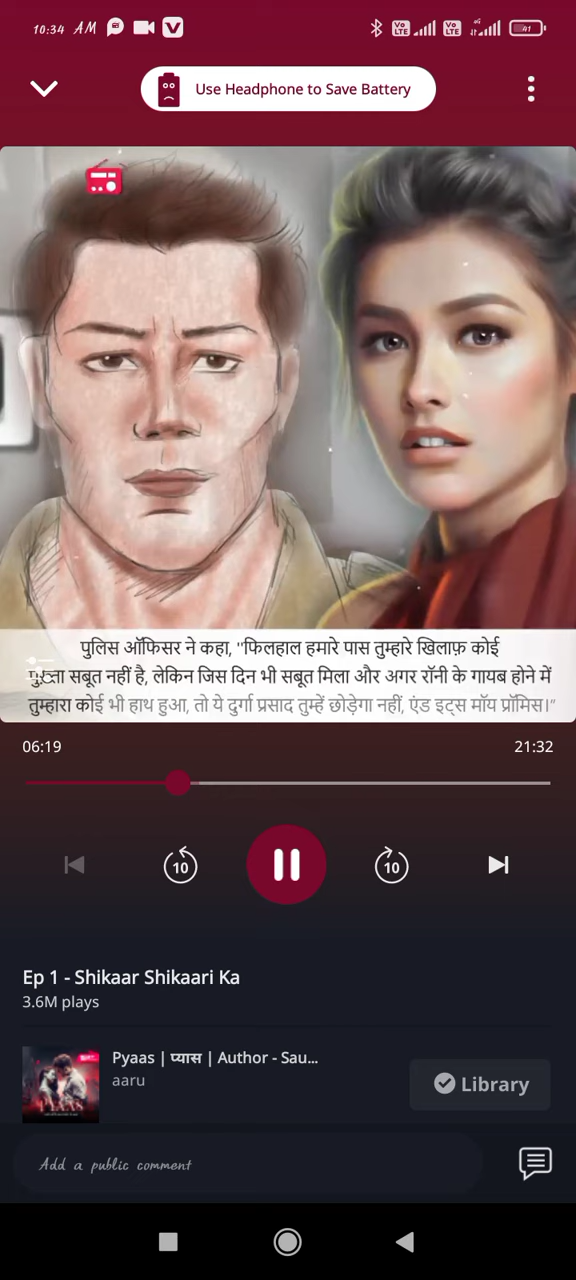 10:34 AM
Use Headphone to Save Battery
पुलिस ऑफिसर ने कहा, "फिलहाल हमारे पास तुम्हारे खिलाफ़ कोई
पुख़्ता सबूत नहीं है, लेकिन जिस दिन भी सबूत मिला और अगर रॉनी के गायब होने में
तुम्हारा कोई भी हाथ हुआ, तो ये दुर्गा प्रसाद तुम्हें छोड़ेगा नहीं, एंड इट्स मॉय प्रॉमिस।"
06:19
21:32
10
10
Ep 1 - Shikaar Shikaari Ka
3.6M plays
Pyaas | प्यास | Author - Sau...
aaru
Library
PYAAS
Add a public comment